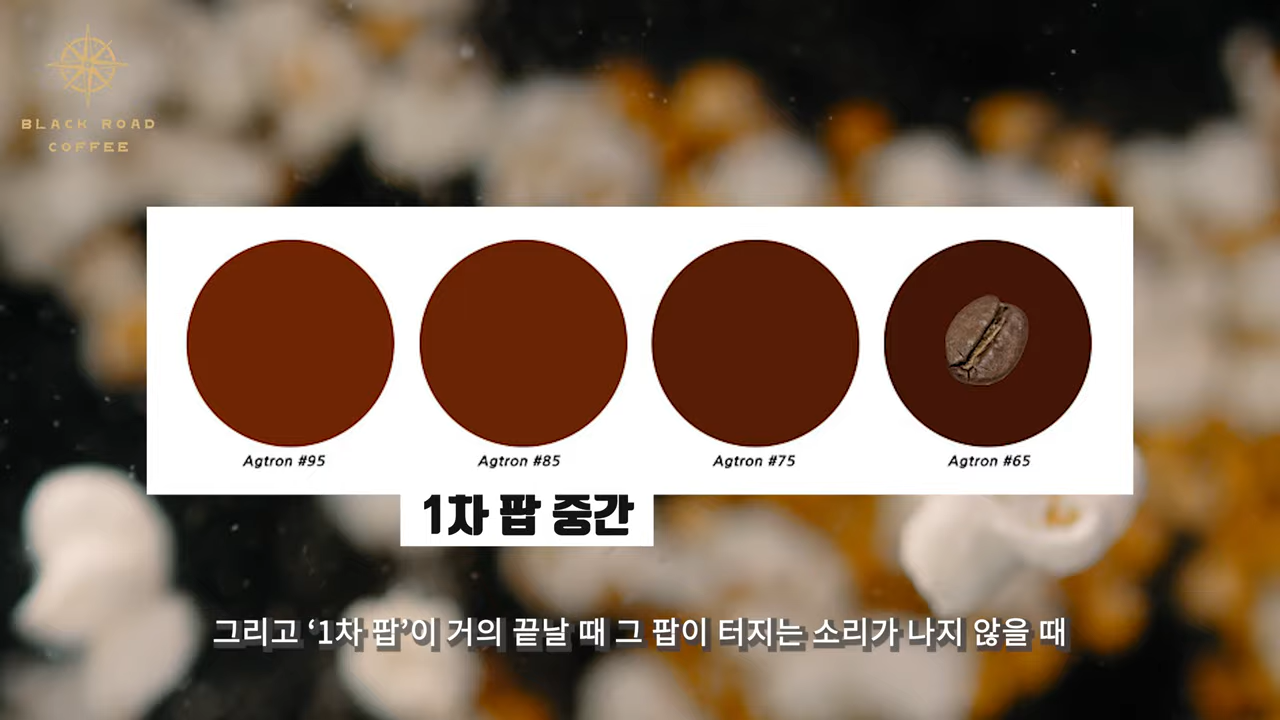 BLACK ROAD
COFFEE
Agtron #95
Agtron #85
Agtron #75
Agtron #65
1차 팝 중간
그리고 ‘1차 팝’이 거의 끝날 때 그 팝이 터지는 소리가 나지 않을 때